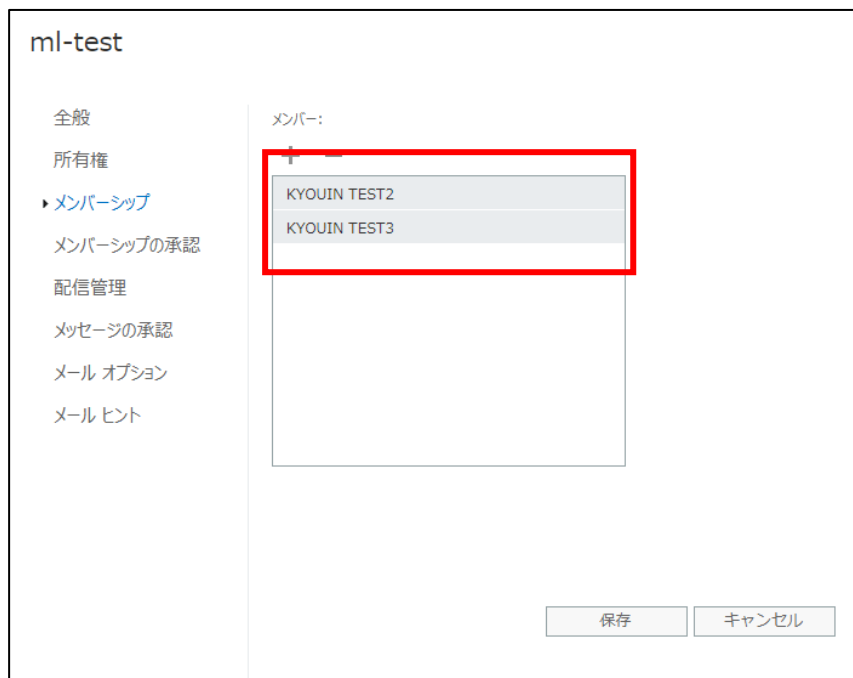 ml-test
全般
所有権
メンバーシップ
メンバーシップの承認
配信管理
メッセージの承認
メール オプション
メール ヒント
メンバー:
KYOUIN TEST2
KYOUIN TEST3
保存
キャンセル